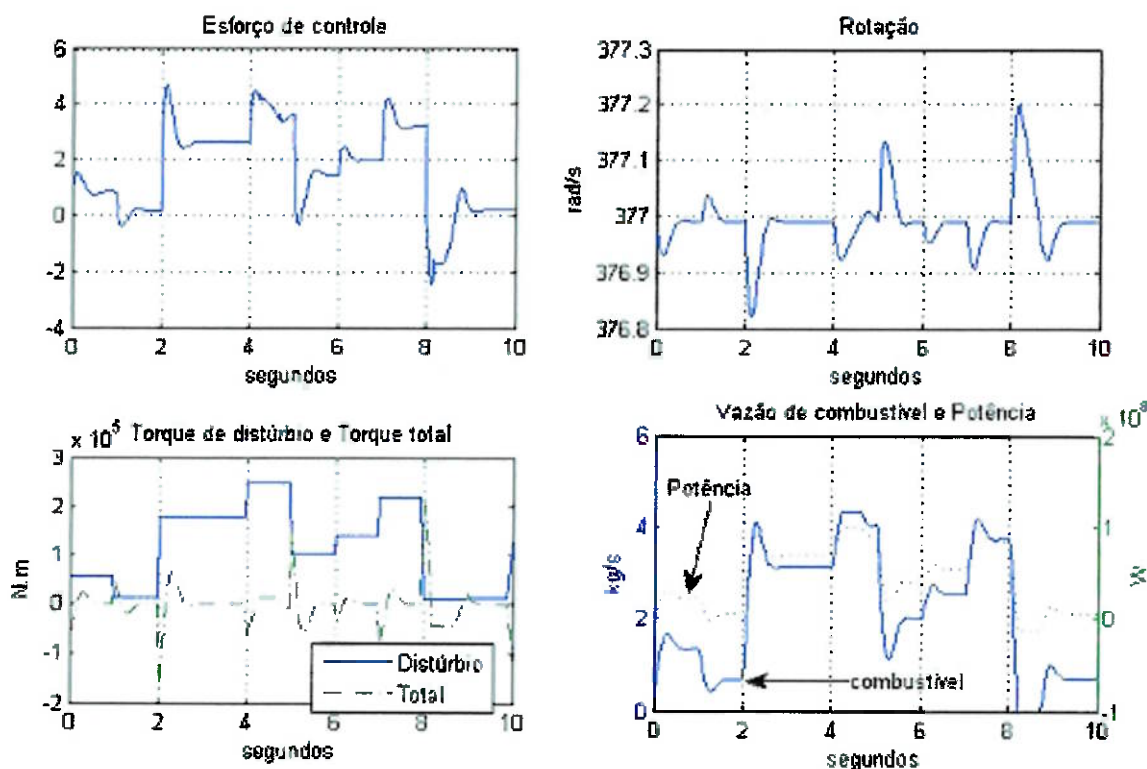 Esforço de controle
6
4
2
0
-2
-4
0 2 4 6 8 10
segundos
Rotação
377.3
377.2
377.1
377
376.9
376.8
rad/s
0 2 4 6 8 10
segundos
x 10^5
Torque de distúrbio e Torque total
3
2
1
0
-1
-2
N.m
Distúrbio
Total
0 2 4 6 8 10
segundos
Vazão de combustível e Potência
x 10^8
6
4
2
0
kg/s
Potência
combustível
2
1
0
-1
W
0 2 4 6 8 10
segundos